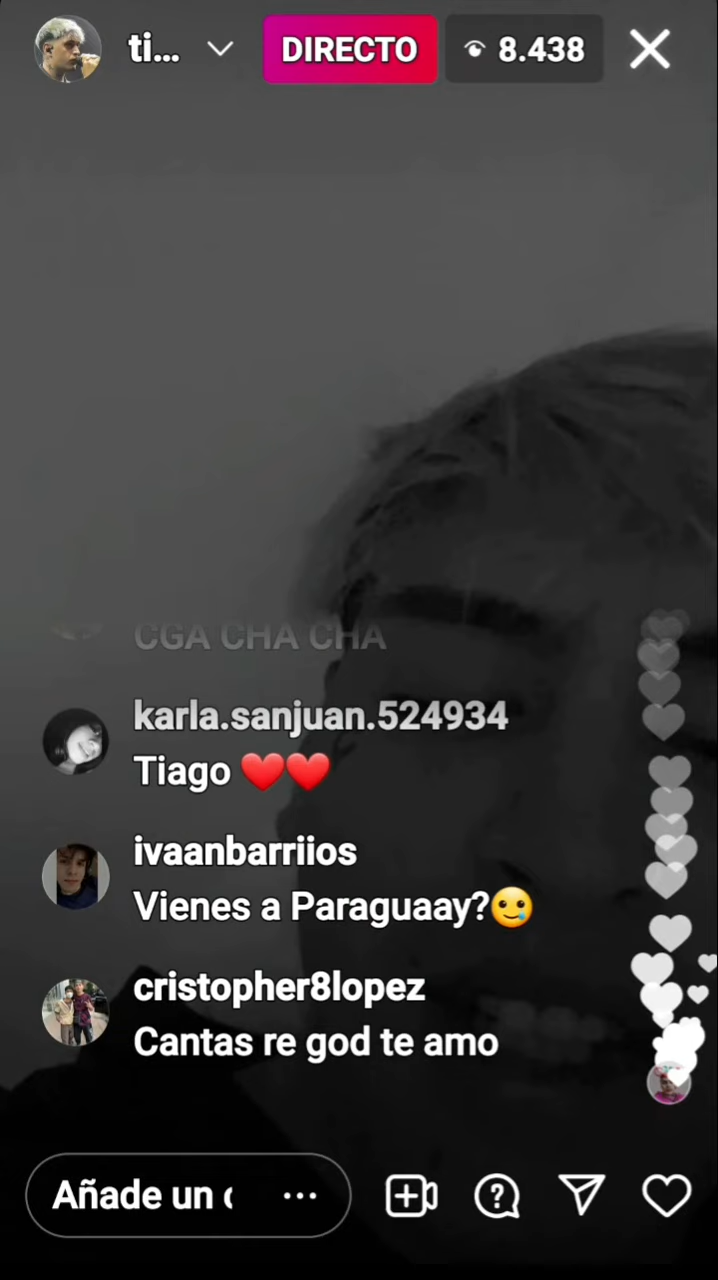 ti...
DIRECTO
8.438
CGA CHA CHA
karla.sanjuan.524934
Tiago ❤️❤️
ivaanbarriios
Vienes a Paraguaay?🥲
cristopher8lopez
Cantas re god te amo
Añade un c